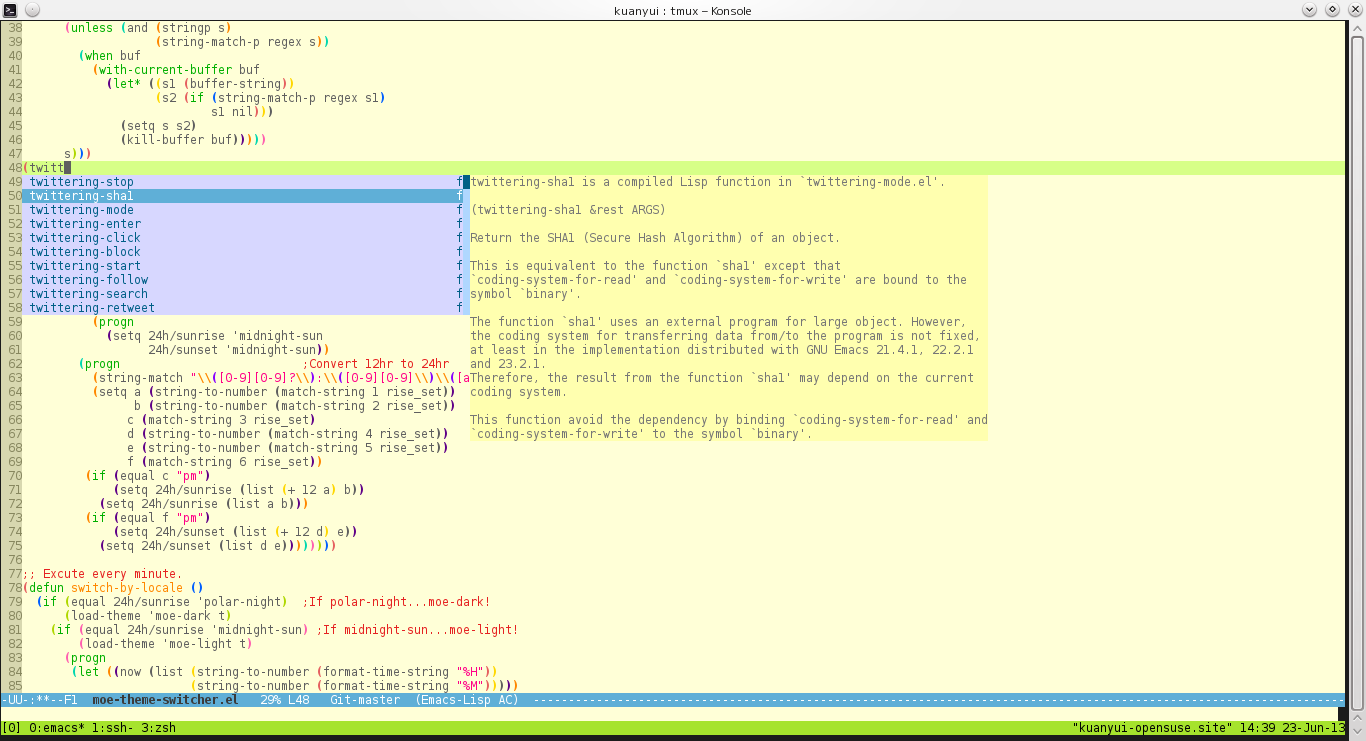 kuanyui : tmux – Konsole
38      (unless (and (stringp s)
39                   (string-match-p regex s))
40        (when buf
41          (with-current-buffer buf
42            (let* ((s1 (buffer-string))
43                   (s2 (if (string-match-p regex s1)
44                           s1 nil)))
45              (setq s s2)
46              (kill-buffer buf)))))
47      s)))
48(twitt
49 twittering-stop f twittering-sha1 is a compiled Lisp function in `twittering-mode.el'.
50 twittering-sha1 f
51 twittering-mode f (twittering-sha1 &rest ARGS)
52 twittering-enter f
53 twittering-click f Return the SHA1 (Secure Hash Algorithm) of an object.
54 twittering-block f
55 twittering-start f This is equivalent to the function `sha1' except that
56 twittering-follow f `coding-system-for-read' and `coding-system-for-write' are bound to the
57 twittering-search f symbol `binary'.
58 twittering-retweet f
59          (progn The function `sha1' uses an external program for large object. However,
60            (setq 24h/sunrise 'midnight-sun the coding system for transferring data from/to the program is not fixed,
61                  24h/sunset 'midnight-sun)) at least in the implementation distributed with GNU Emacs 21.4.1, 22.2.1
62        (progn                          ;Convert 12hr to 24hr and 23.2.1.
63          (string-match "\\([0-9][0-9]?\\):\\([0-9][0-9]\\)\\([a Therefore, the result from the function `sha1' may depend on the current
64          (setq a (string-to-number (match-string 1 rise_set)) coding system.
65                b (string-to-number (match-string 2 rise_set))
66               c (match-string 3 rise_set) This function avoid the dependency by binding `coding-system-for-read' and
67               d (string-to-number (match-string 4 rise_set)) `coding-system-for-write' to the symbol `binary'.
68               e (string-to-number (match-string 5 rise_set))
69               f (match-string 6 rise_set))
70         (if (equal c "pm")
71             (setq 24h/sunrise (list (+ 12 a) b))
72           (setq 24h/sunrise (list a b)))
73         (if (equal f "pm")
74             (setq 24h/sunset (list (+ 12 d) e))
75           (setq 24h/sunset (list d e))))))))
76
77;; Excute every minute.
78(defun switch-by-locale ()
79  (if (equal 24h/sunrise 'polar-night)  ;If polar-night...moe-dark!
80      (load-theme 'moe-dark t)
81    (if (equal 24h/sunrise 'midnight-sun) ;If midnight-sun...moe-light!
82        (load-theme 'moe-light t)
83      (progn
84       (let ((now (list (string-to-number (format-time-string "%H"))
85                        (string-to-number (format-time-string "%M")))))
-UU-:**--F1  moe-theme-switcher.el   29% L48   Git-master  (Emacs-Lisp AC)  --------------------
[0] 0:emacs* 1:ssh- 3:zsh "kuanyui-opensuse.site" 14:39 23-Jun-13